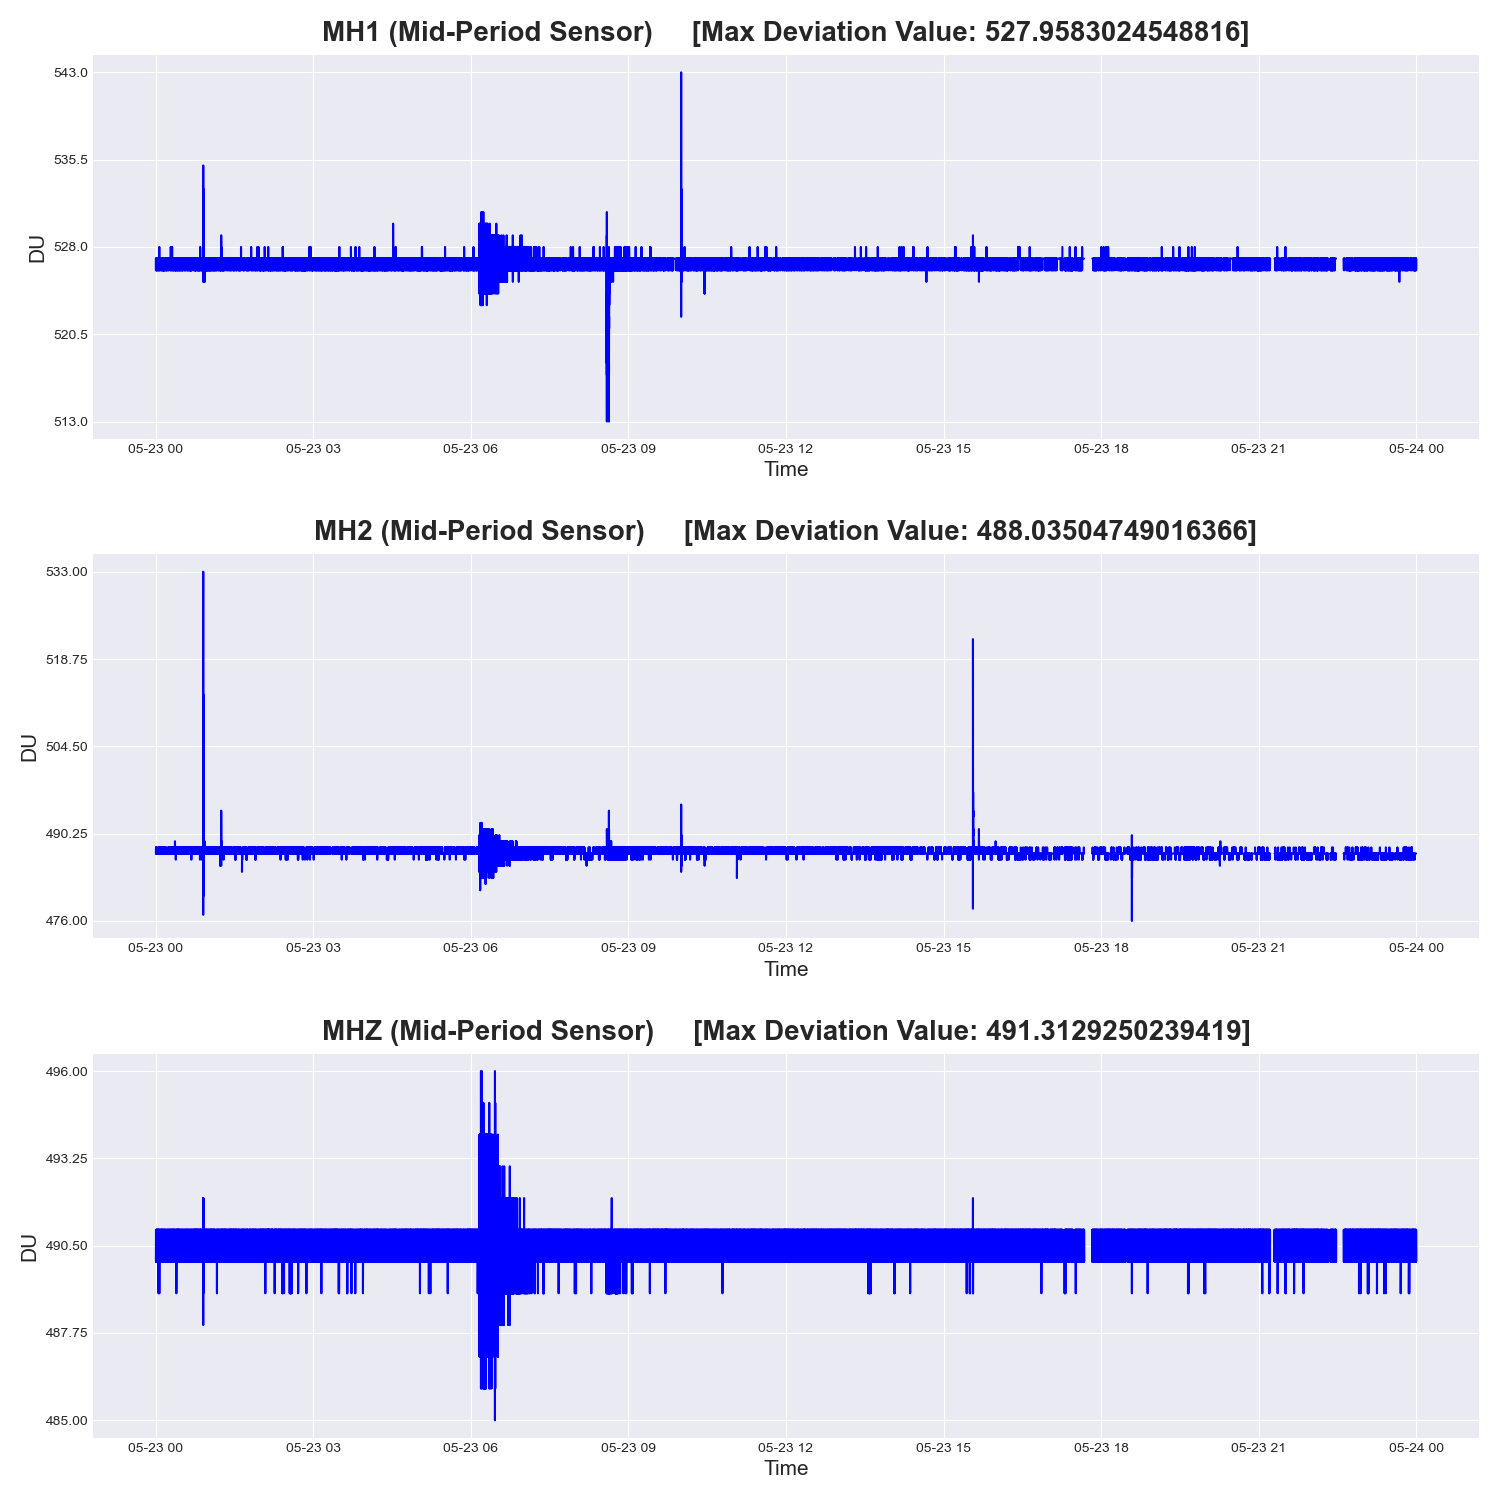 MH1 (Mid-Period Sensor) [Max Deviation Value: 527.9583024548816]
543.0
535.5
528.0
520.5
513.0
DU
05-23 00 05-23 03 05-23 06 05-23 09 05-23 12 05-23 15 05-23 18 05-23 21 05-24 00
Time
MH2 (Mid-Period Sensor) [Max Deviation Value: 488.03504749016366]
533.00
518.75
504.50
490.25
476.00
DU
05-23 00 05-23 03 05-23 06 05-23 09 05-23 12 05-23 15 05-23 18 05-23 21 05-24 00
Time
MHZ (Mid-Period Sensor) [Max Deviation Value: 491.3129250239419]
496.00
493.25
490.50
487.75
485.00
DU
05-23 00 05-23 03 05-23 06 05-23 09 05-23 12 05-23 15 05-23 18 05-23 21 05-24 00
Time